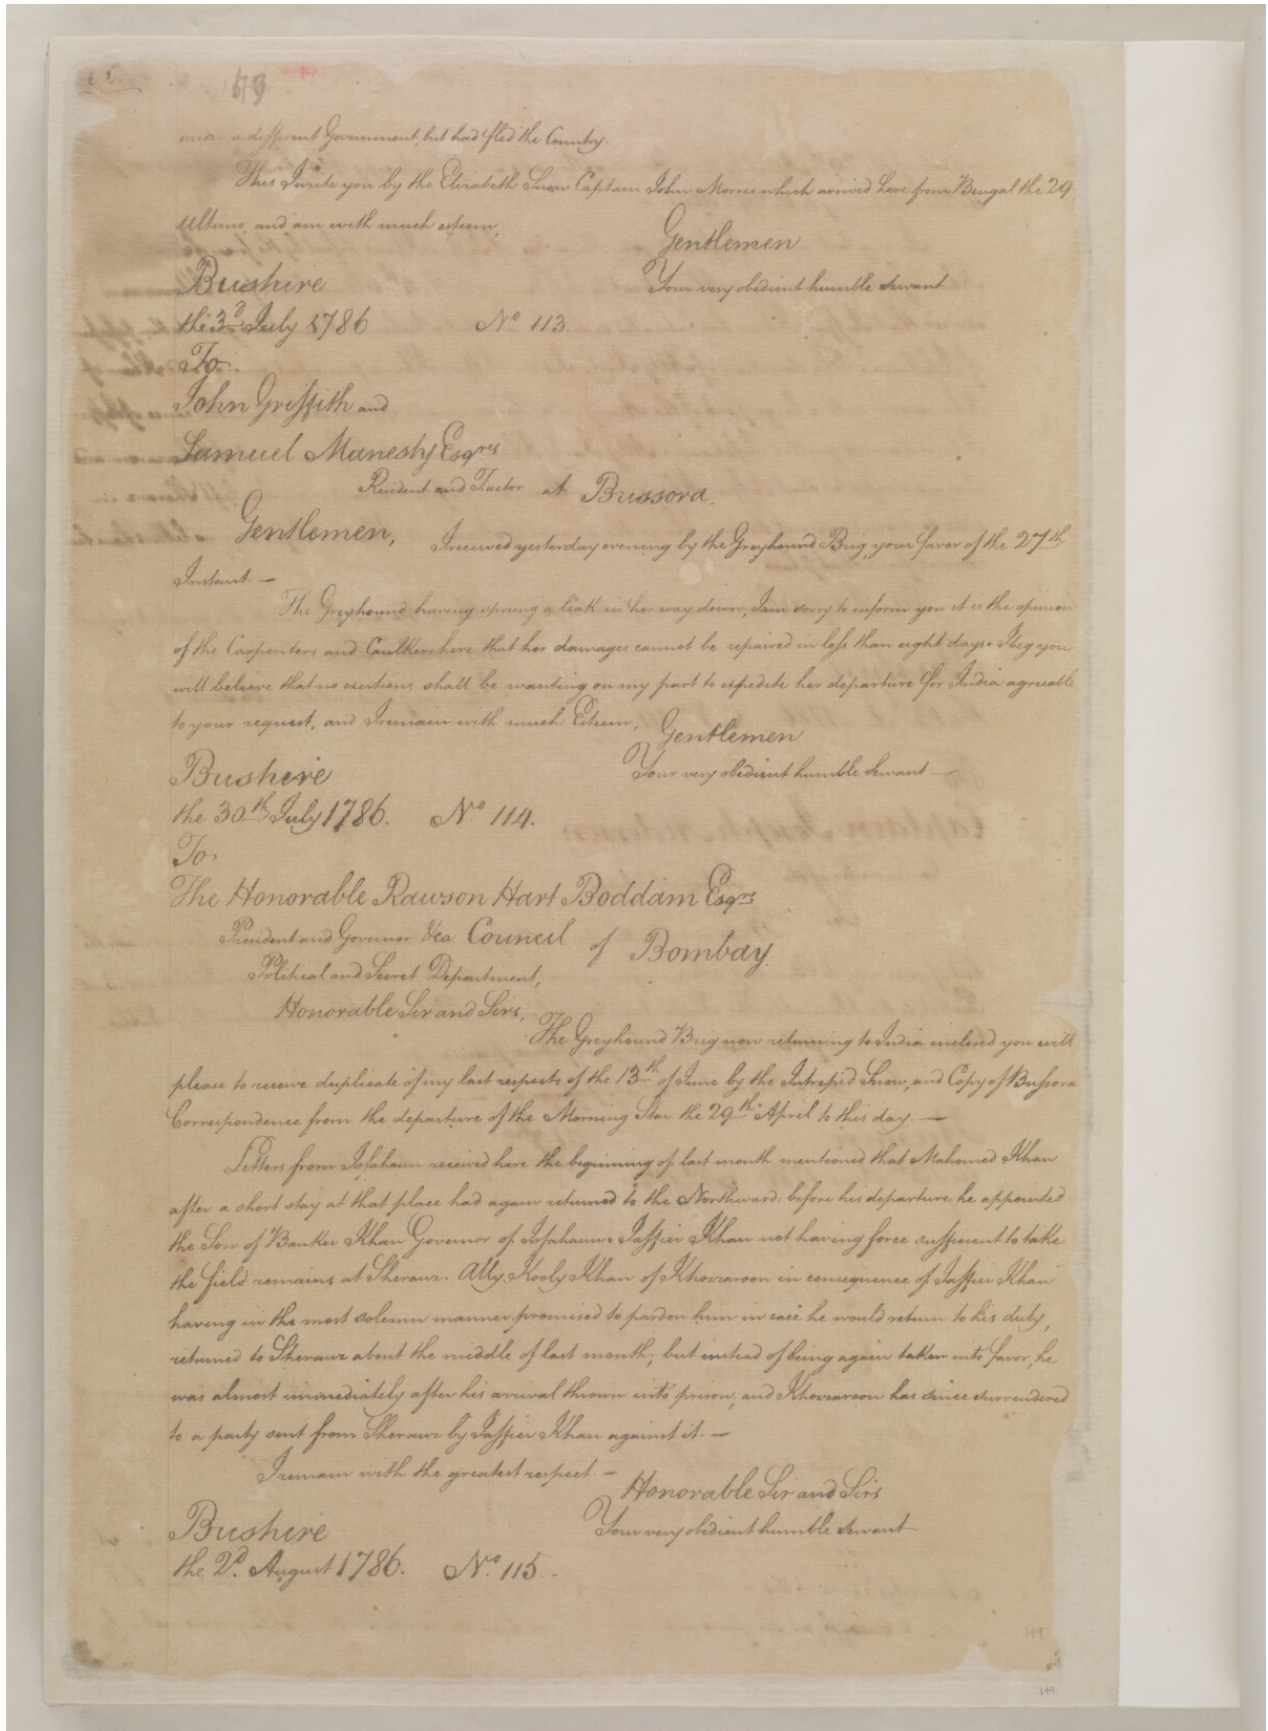 49
under a different Government, but had fled the Country.
This I write you by the Elizabeth Snow Captain John Morris which arrived here from Bengal the 29
Ultimo, and am with much esteem,
Gentlemen
Bushire
Your very obedient humble Servant
the 3d July 1786 No 113
To
John Griffith and
Samuel Manesty Esqrs
Resident and Factor at Bussora.
Gentlemen, I received yesterday evening by the Greyhound Brig, your favor of the 27th
Instant. —
The Greyhound having sprung a leak in her way down, I am sorry to inform you it is the opinion
of the Carpenters and Caulkers here that her damages cannot be repaired in less than eight days. I beg you
will believe that no exertions shall be wanting on my part to expedite her departure for India agreeable
to your request, and I remain with much Esteem,
Gentlemen
Bushire
Your very obedient humble Servant —
the 30th July 1786. No 114.
To
The Honorable Rawson Hart Boddam Esqrs
President and Governor &ca Council of Bombay.
Political and Secret Department,
Honorable Sir and Sirs,
The Greyhound Brig now returning to India inclosed you will
please to receive duplicate of my last respects of the 13th of June by the Intrepid Snow, and Copy of Bussora
Correspondence from the departure of the Morning Star the 29th April to this day. —
Letters from Isfahaun received here the beginning of last month mentioned that Mahomed Khan
after a short stay at that place had again returned to the Northward: before his departure he appointed
the Son of Bauker Khan Governor of Isfahaun. Jaffier Khan not having force sufficient to take
the field remains at Sherauz. Ally Kooly Khan of Khozaroon in consequence of Jaffier Khan
having in the most solemn manner promised to pardon him in case he would return to his duty,
returned to Sherauz about the middle of last month; but instead of being again taken into favor, he
was almost immediately after his arrival thrown into prison, and Khozaroon has since surrendered
to a party sent from Sherauz by Jaffier Khan against it. —
I remain with the greatest respect. —
Honorable Sir and Sirs
Bushire
Your very obedient humble Servant
the 2d. August 1786. No. 115.
149
149